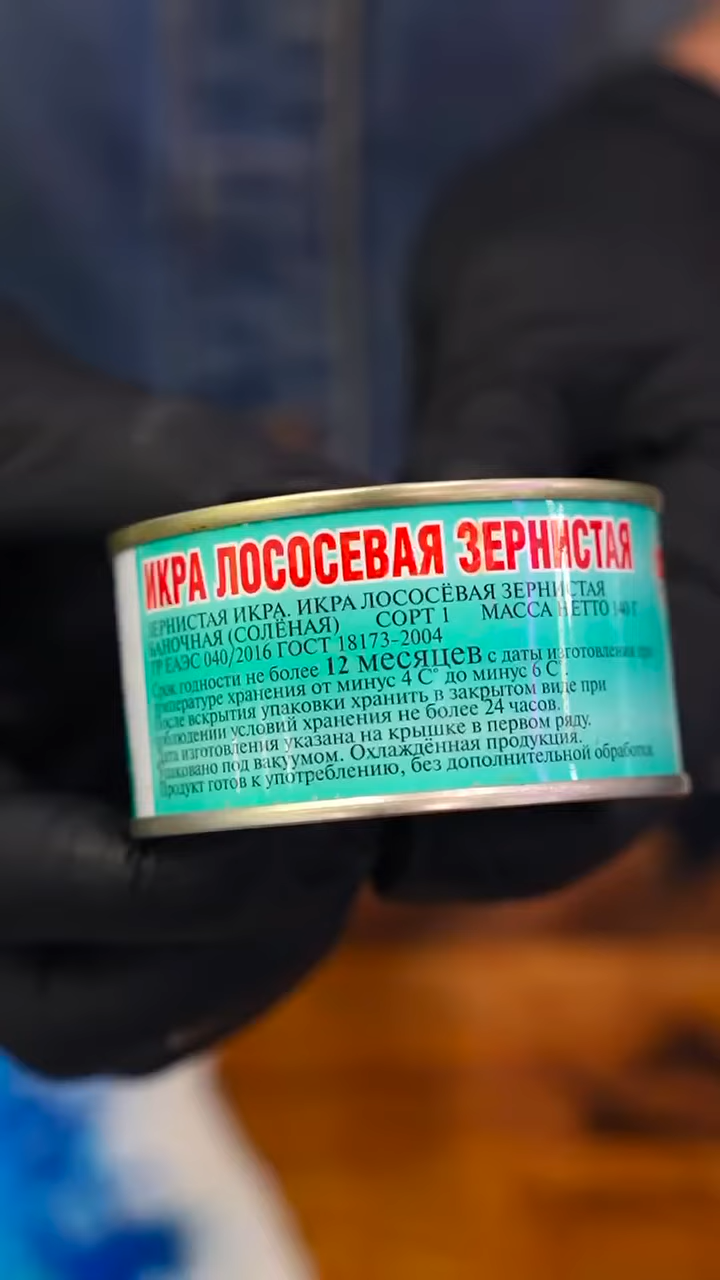 ИКРА ЛОСОСЕВАЯ ЗЕРНИСТАЯ
ЗЕРНИСТАЯ ИКРА. ИКРА ЛОСОСЁВАЯ ЗЕРНИСТАЯ
БАНОЧНАЯ (СОЛЁНАЯ) СОРТ 1 МАССА НЕТТО 140 Г
ТР ЕАЭС 040/2016 ГОСТ 18173-2004
Срок годности не более 12 месяцев с даты изготовления при
температуре хранения от минус 4 С° до минус 6 С°.
После вскрытия упаковки хранить в закрытом виде при
соблюдении условий хранения не более 24 часов.
Дата изготовления указана на крышке в первом ряду.
Упаковано под вакуумом. Охлаждённая продукция.
Продукт готов к употреблению, без дополнительной обработки